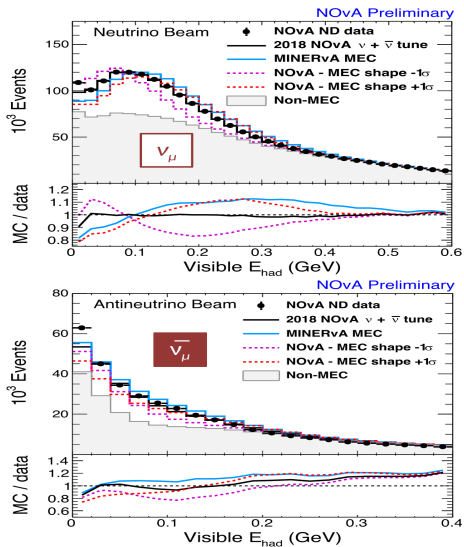 NOvA Preliminary
Neutrino Beam
NOvA ND data
2018 NOvA ν + ν̅ tune
MINERvA MEC
NOvA - MEC shape -1σ
NOvA - MEC shape +1σ
Non-MEC
10³ Events
150
100
50
νμ
MC / data
1.2
1.1
1
0.9
0.8
0 0.1 0.2 0.3 0.4 0.5 0.6
Visible E_had (GeV)
NOvA Preliminary
Antineutrino Beam
NOvA ND data
2018 NOvA ν + ν̅ tune
MINERvA MEC
NOvA - MEC shape -1σ
NOvA - MEC shape +1σ
Non-MEC
10³ Events
80
60
40
20
ν̅μ
MC / data
1.4
1.2
1
0.8
0.6
0 0.1 0.2 0.3 0.4
Visible E_had (GeV)